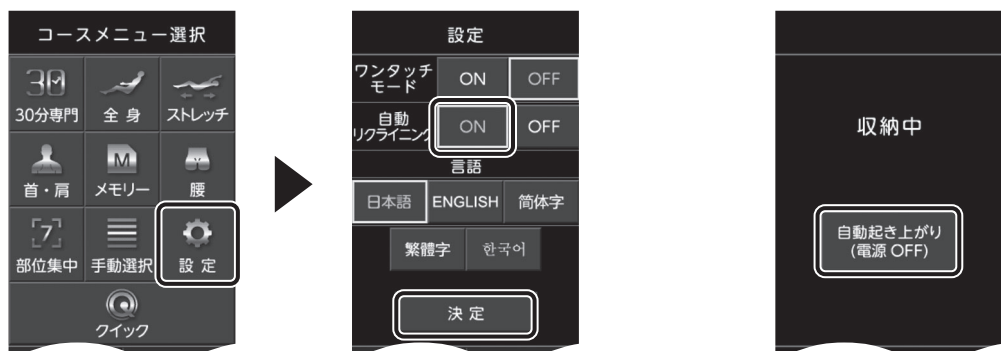 コースメニュー選択
30
30分専門
全身
ストレッチ
首・肩
M
メモリー
腰
7
部位集中
手動選択
設定
クイック
設定
ワンタッチ
モード
ON
OFF
自動
リクライニング
ON
OFF
言語
日本語
ENGLISH
简体字
繁體字
한국어
決定
収納中
自動起き上がり
(電源 OFF)